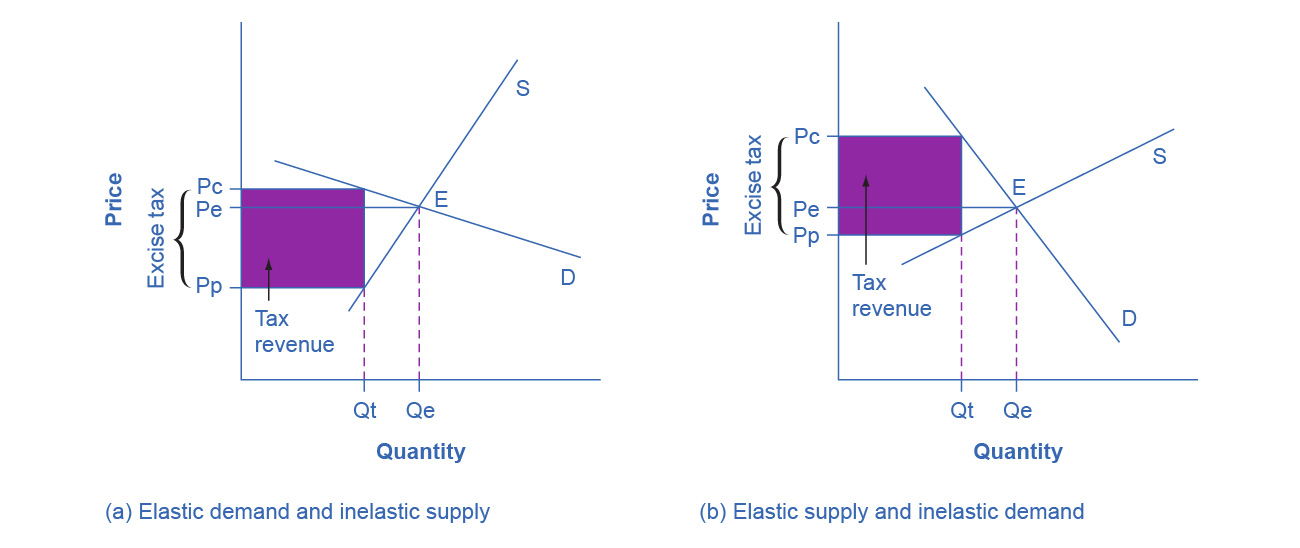 Price
Excise tax
Pc
Pe
Pp
S
E
D
Tax
revenue
Qt
Qe
Quantity
(a) Elastic demand and inelastic supply
Price
Excise tax
Pc
Pe
Pp
E
S
D
Tax
revenue
Qt
Qe
Quantity
(b) Elastic supply and inelastic demand